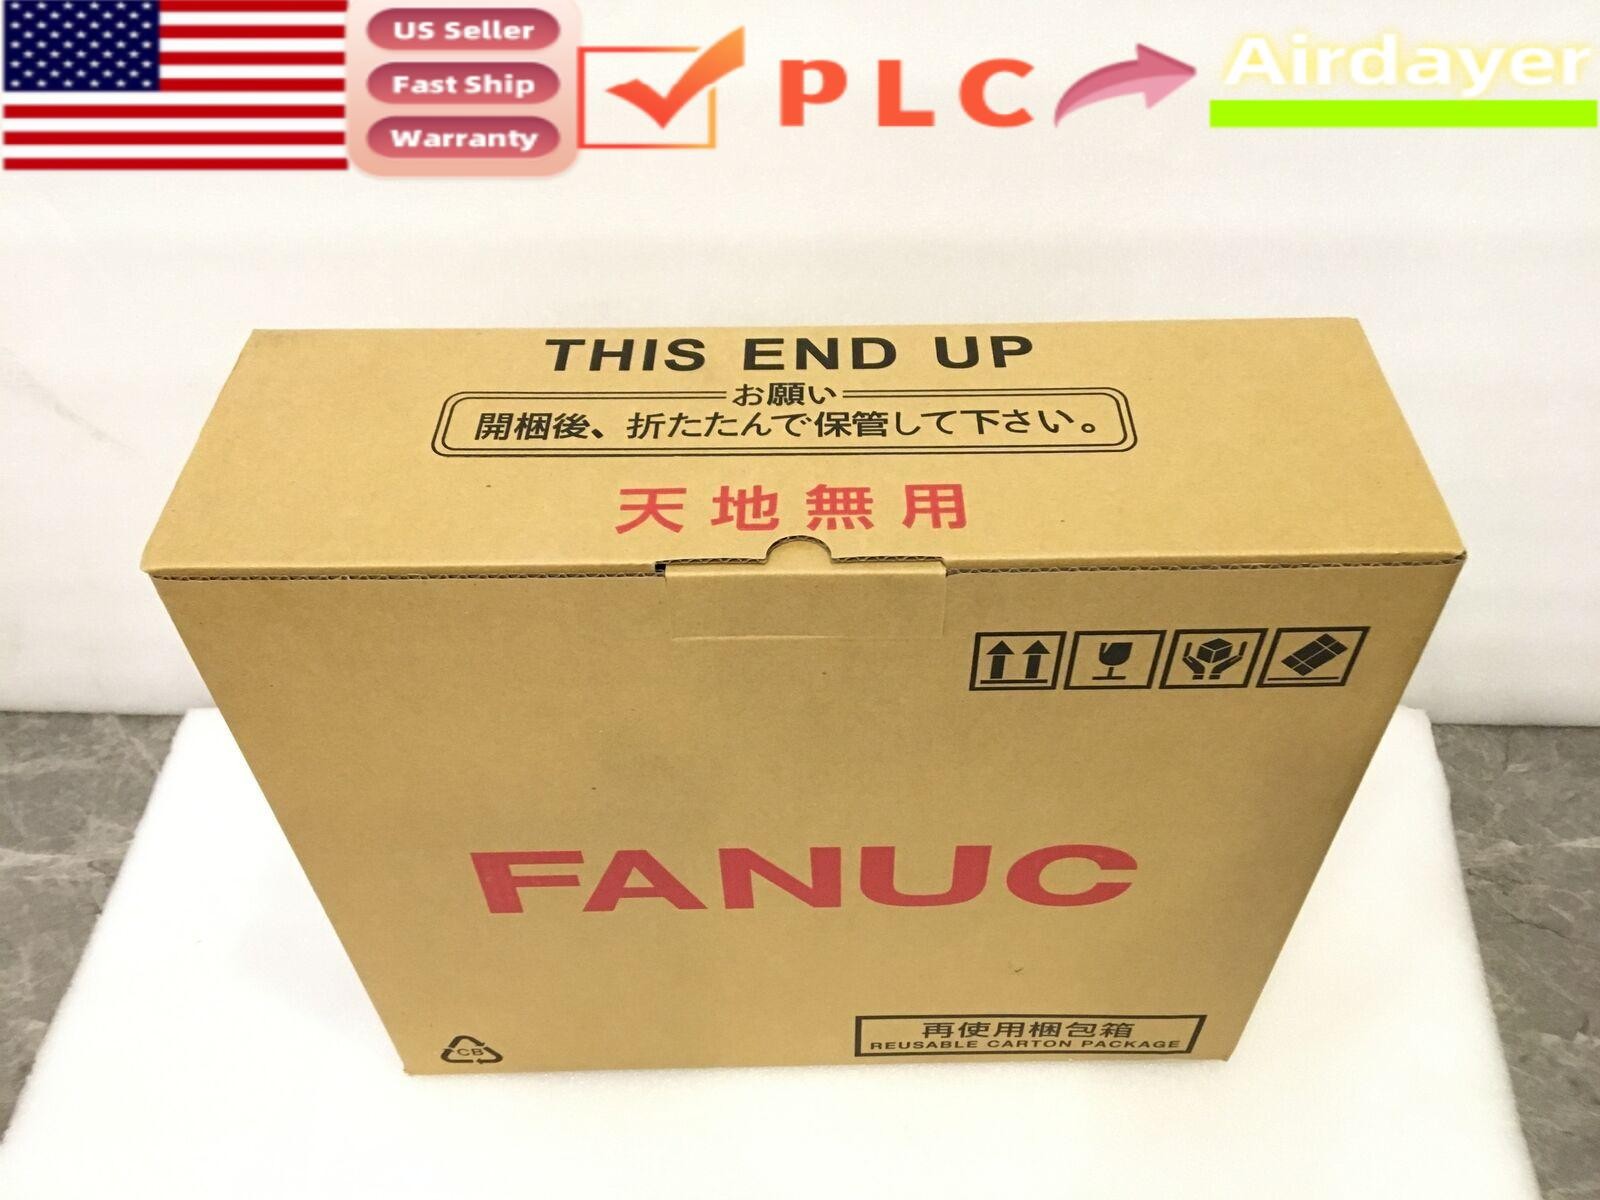 US Seller
Fast Ship
Warranty
PLC
Airdayer
THIS END UP
お願い
開梱後、折たたんで保管して下さい。
天地無用
FANUC
CB
再使用梱包箱
REUSABLE CARTON PACKAGE